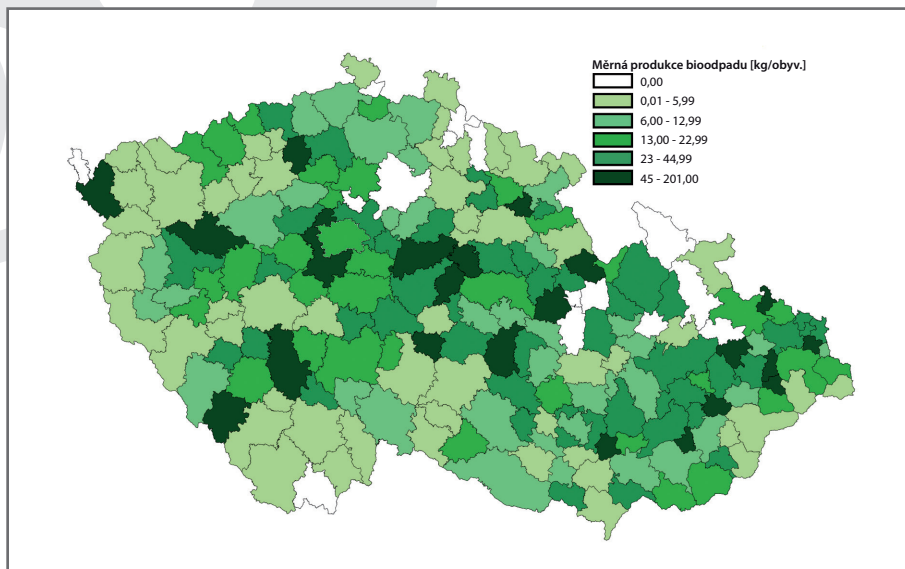 Měrná produkce bioodpadu [kg/obyv.]
0,00
0,01 - 5,99
6,00 - 12,99
13,00 - 22,99
23 - 44,99
45 - 201,00